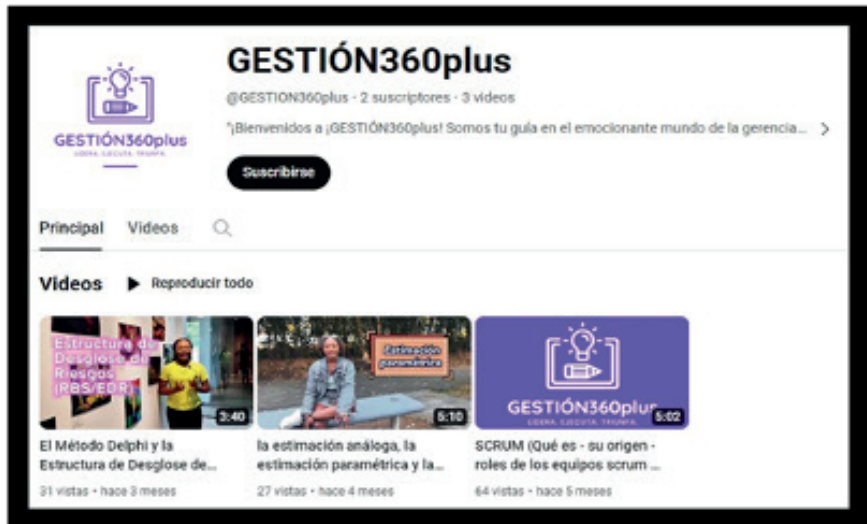 GESTIÓN360plus
@GESTION360plus · 2 suscriptores · 3 videos
"¡Bienvenidos a ¡GESTIÓN360plus! Somos tu guía en el emocionante mundo de la gerencia...
GESTIÓN360plus
LIDERA. EJECUTA. TRIUNFA.
Suscribirse
Principal Videos
Videos Reproducir todo
Estructura de
Desglose de
Riesgos
(RBS/EDR)
3:40
Estimación
paramétrica
5:10
GESTIÓN360plus
LIDERA. EJECUTA. TRIUNFA.
5:02
El Método Delphi y la
Estructura de Desglose de...
31 vistas · hace 3 meses
la estimación análoga, la
estimación paramétrica y la...
27 vistas · hace 4 meses
SCRUM (Qué es - su origen -
roles de los equipos scrum ...
64 vistas · hace 5 meses